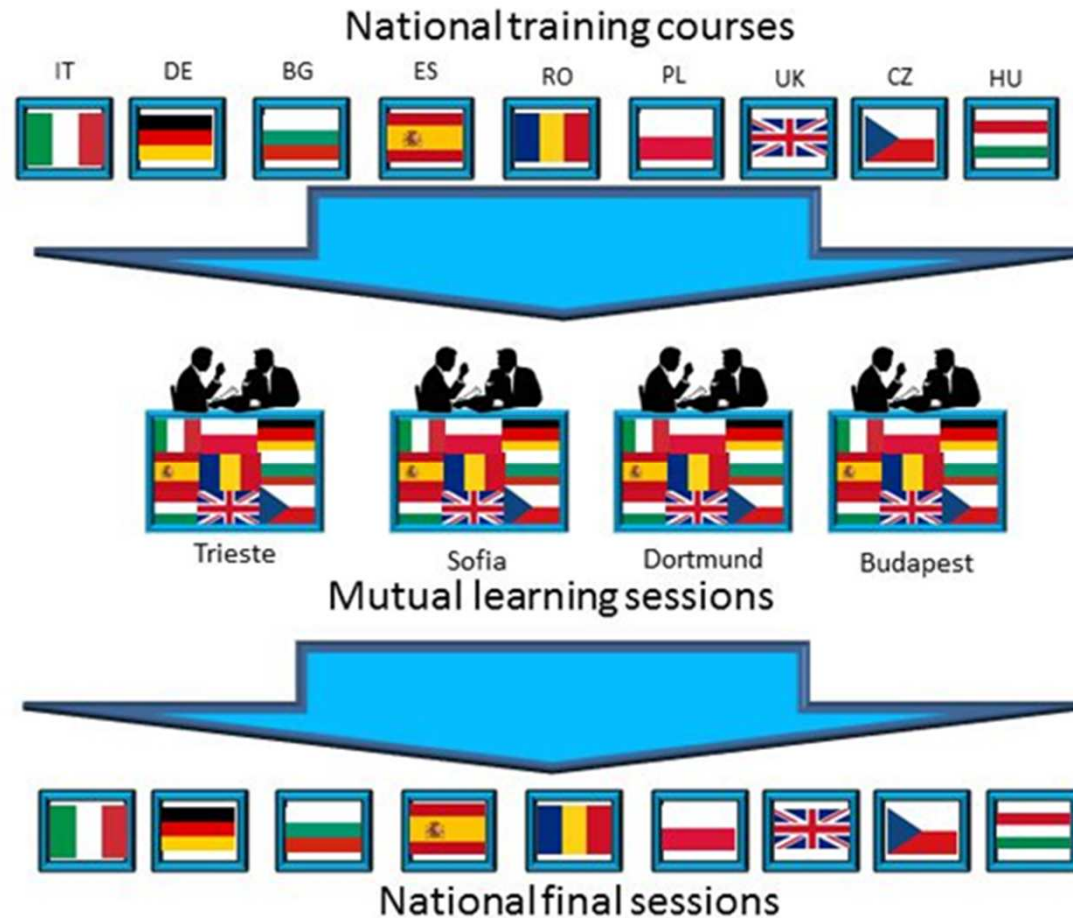 National training courses
IT DE BG ES RO PL UK CZ HU
Trieste Sofia Dortmund Budapest
Mutual learning sessions
National final sessions